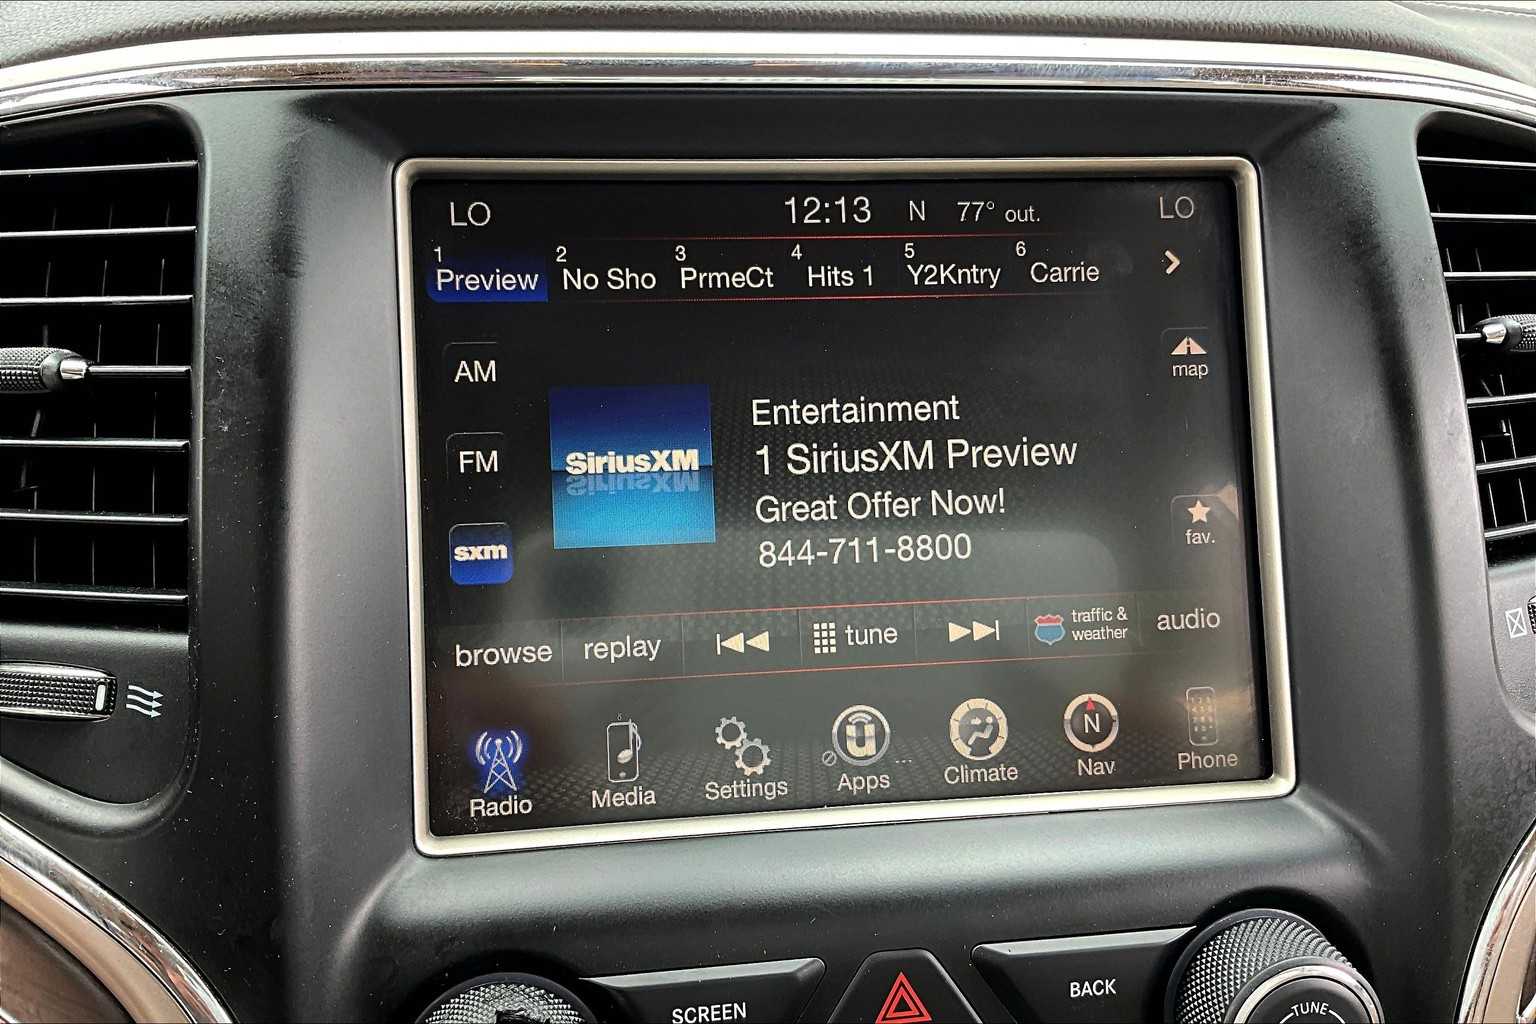 LO 12:13 N 77° out. LO
1 2 3 4 5 6
Preview No Sho PrmeCt Hits 1 Y2Kntry Carrie
AM
map
Entertainment
SiriusXM
FM
1 SiriusXM Preview
Great Offer Now!
fav.
sxm
844-711-8800
browse replay tune traffic & weather audio
N
Radio Media Settings Apps ... Climate Nav Phone
SCREEN BACK TUNE